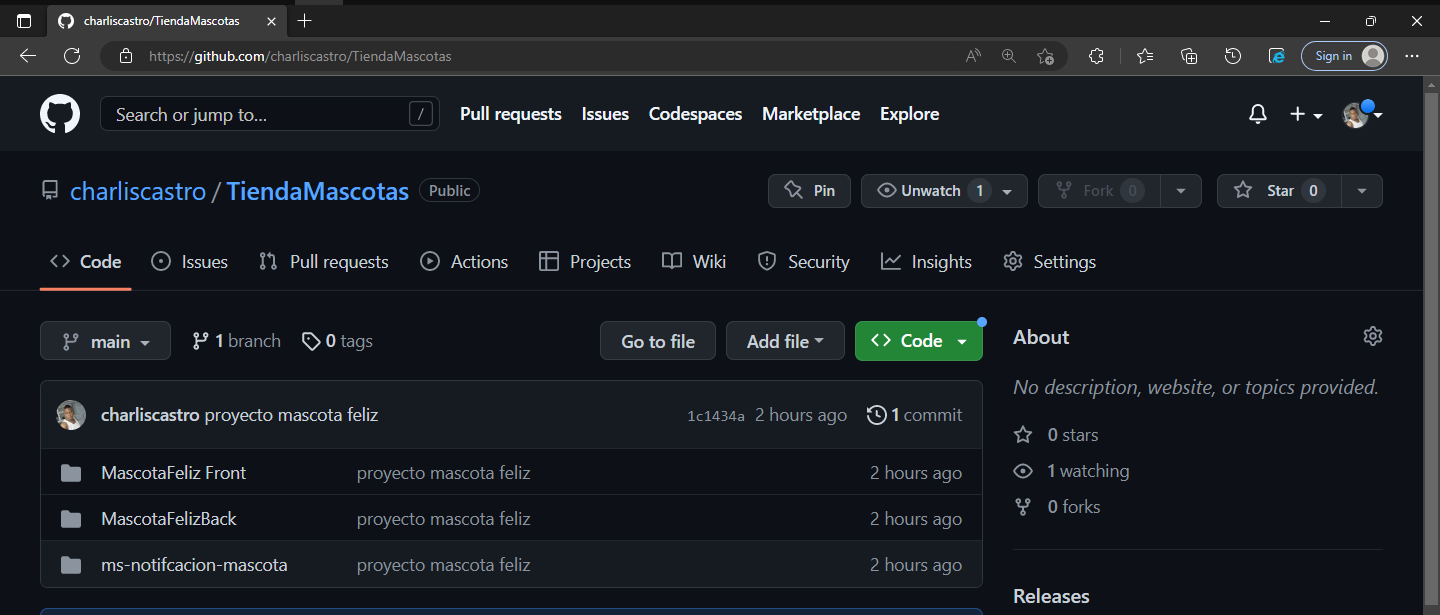 charliscastro/TiendaMascotas
https://github.com/charliscastro/TiendaMascotas
Sign in
Search or jump to... /
Pull requests Issues Codespaces Marketplace Explore
charliscastro / TiendaMascotas Public
Pin Unwatch 1 Fork 0 Star 0
Code Issues Pull requests Actions Projects Wiki Security Insights Settings
main 1 branch 0 tags Go to file Add file Code
charliscastro proyecto mascota feliz 1c1434a 2 hours ago 1 commit
MascotaFeliz Front proyecto mascota feliz 2 hours ago
MascotaFelizBack proyecto mascota feliz 2 hours ago
ms-notifcacion-mascota proyecto mascota feliz 2 hours ago
About
No description, website, or topics provided.
0 stars
1 watching
0 forks
Releases